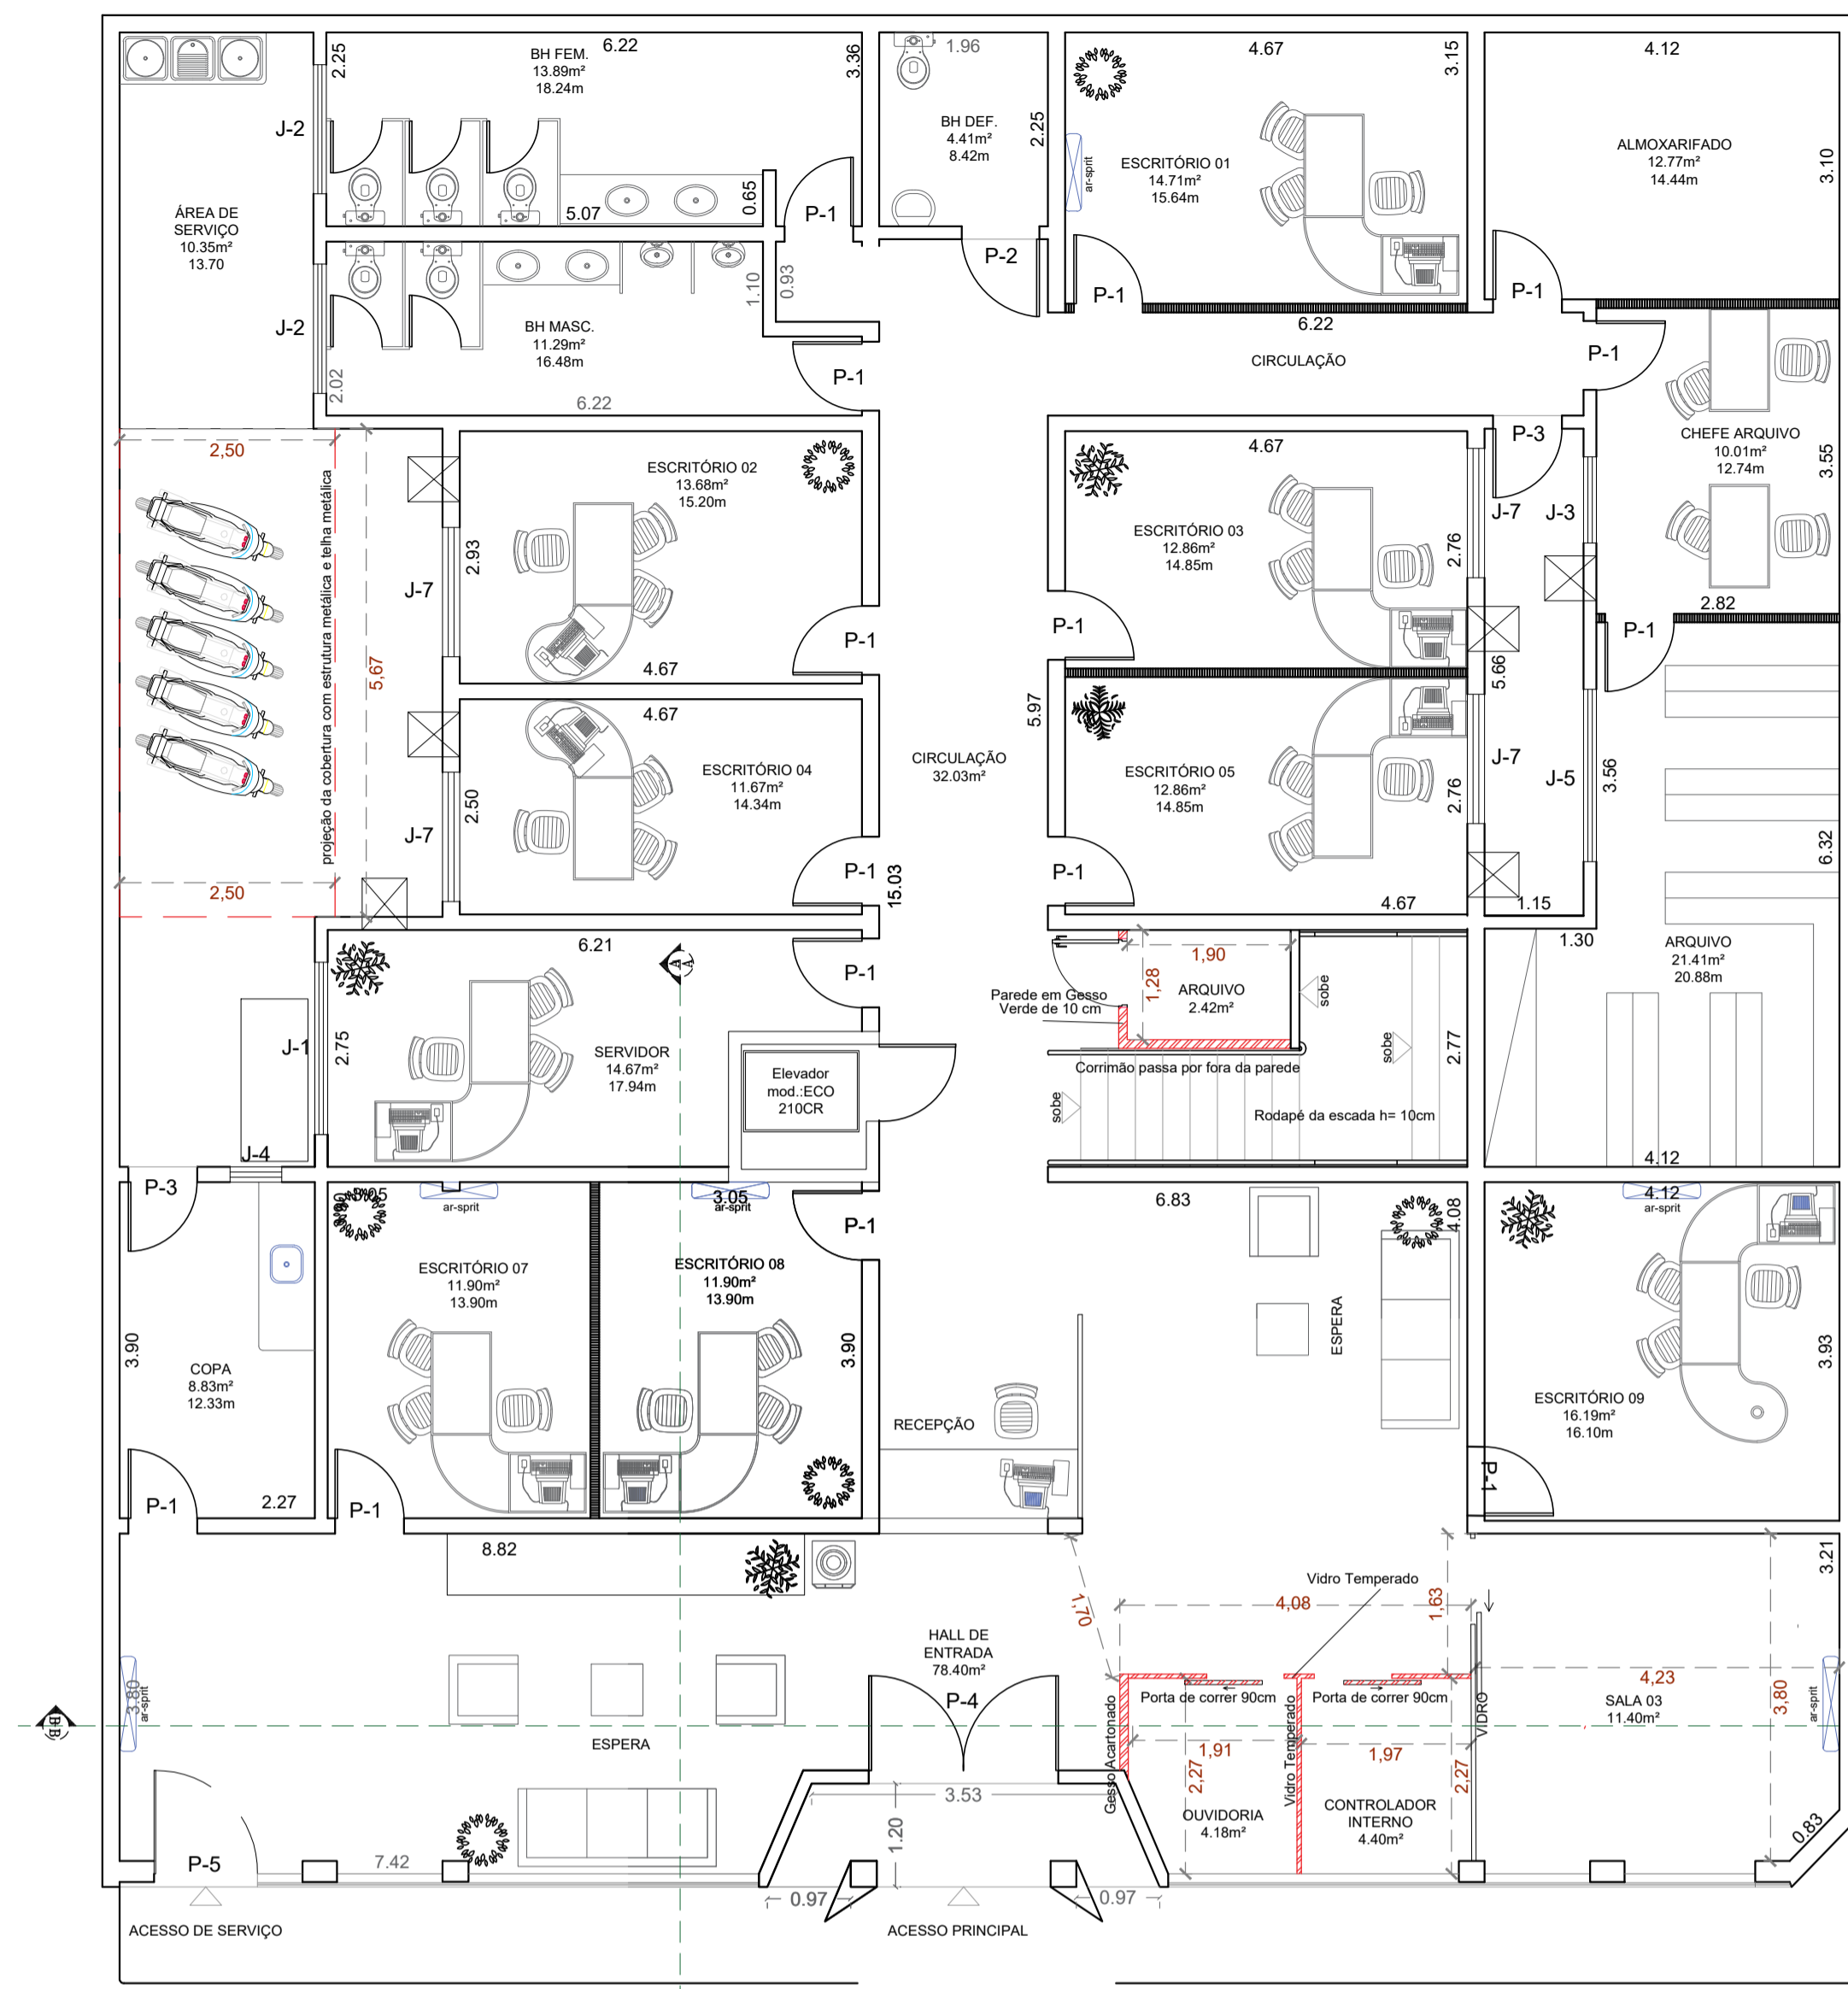 6.22
1.96
4.67
4.12
2.25
BH FEM.
13.89m²
18.24m
3.36
3.15
J-2
BH DEF.
4.41m²
8.42m
2.25
ESCRITÓRIO 01
14.71m²
15.64m
ar-sprit
ALMOXARIFADO
12.77m²
14.44m
3.10
ÁREA DE
SERVIÇO
10.35m²
13.70
5.07
0.65
P-1
P-2
P-1
P-1
1.10
0.93
J-2
BH MASC.
11.29m²
16.48m
6.22
CIRCULAÇÃO
P-1
P-1
2.02
6.22
2,50
4.67
P-3
CHEFE ARQUIVO
10.01m²
12.74m
3.55
ESCRITÓRIO 02
13.68m²
15.20m
projeção da cobertura com estrutura metálica e telha metálica
J-7
J-3
2.93
ESCRITÓRIO 03
12.86m²
14.85m
2.76
J-7
2.82
P-1
P-1
P-1
5,67
4.67
5.66
4.67
5.97
ESCRITÓRIO 04
11.67m²
14.34m
CIRCULAÇÃO
32.03m²
ESCRITÓRIO 05
12.86m²
14.85m
J-7
J-5
3.56
2.50
2.76
J-7
6.32
P-1
15.03
P-1
2,50
4.67
1.15
6.21
A
A
P-1
1,90
1,28
ARQUIVO
2.42m²
Parede em Gesso
Verde de 10 cm
sobe
1.30
ARQUIVO
21.41m²
20.88m
J-1
2.75
SERVIDOR
14.67m²
17.94m
Elevador
mod.:ECO
210CR
Corrimão passa por fora da parede
sobe
2.77
sobe
Rodapé da escada h= 10cm
J-4
4.12
P-3
3.05
ar-sprit
3.05
ar-sprit
P-1
6.83
4.08
4.12
ar-sprit
ESCRITÓRIO 07
11.90m²
13.90m
ESCRITÓRIO 08
11.90m²
13.90m
ESPERA
3.90
COPA
8.83m²
12.33m
3.90
3.93
ESCRITÓRIO 09
16.19m²
16.10m
RECEPÇÃO
P-1
P-1
2.27
P-1
8.82
3.21
Vidro Temperado
1,70
4,08
1,63
HALL DE
ENTRADA
78.40m²
P-4
3.80
ar-sprit
Porta de correr 90cm
Porta de correr 90cm
4,23
SALA 03
11.40m²
3,80
ar-sprit
VIDRO
B
B
ESPERA
Gesso Acartonado
1,91
Vidro Temperado
1,97
2,27
2,27
3.53
OUVIDORIA
4.18m²
CONTROLADOR
INTERNO
4.40m²
1.20
0.83
P-5
7.42
0.97
0.97
ACESSO DE SERVIÇO
ACESSO PRINCIPAL